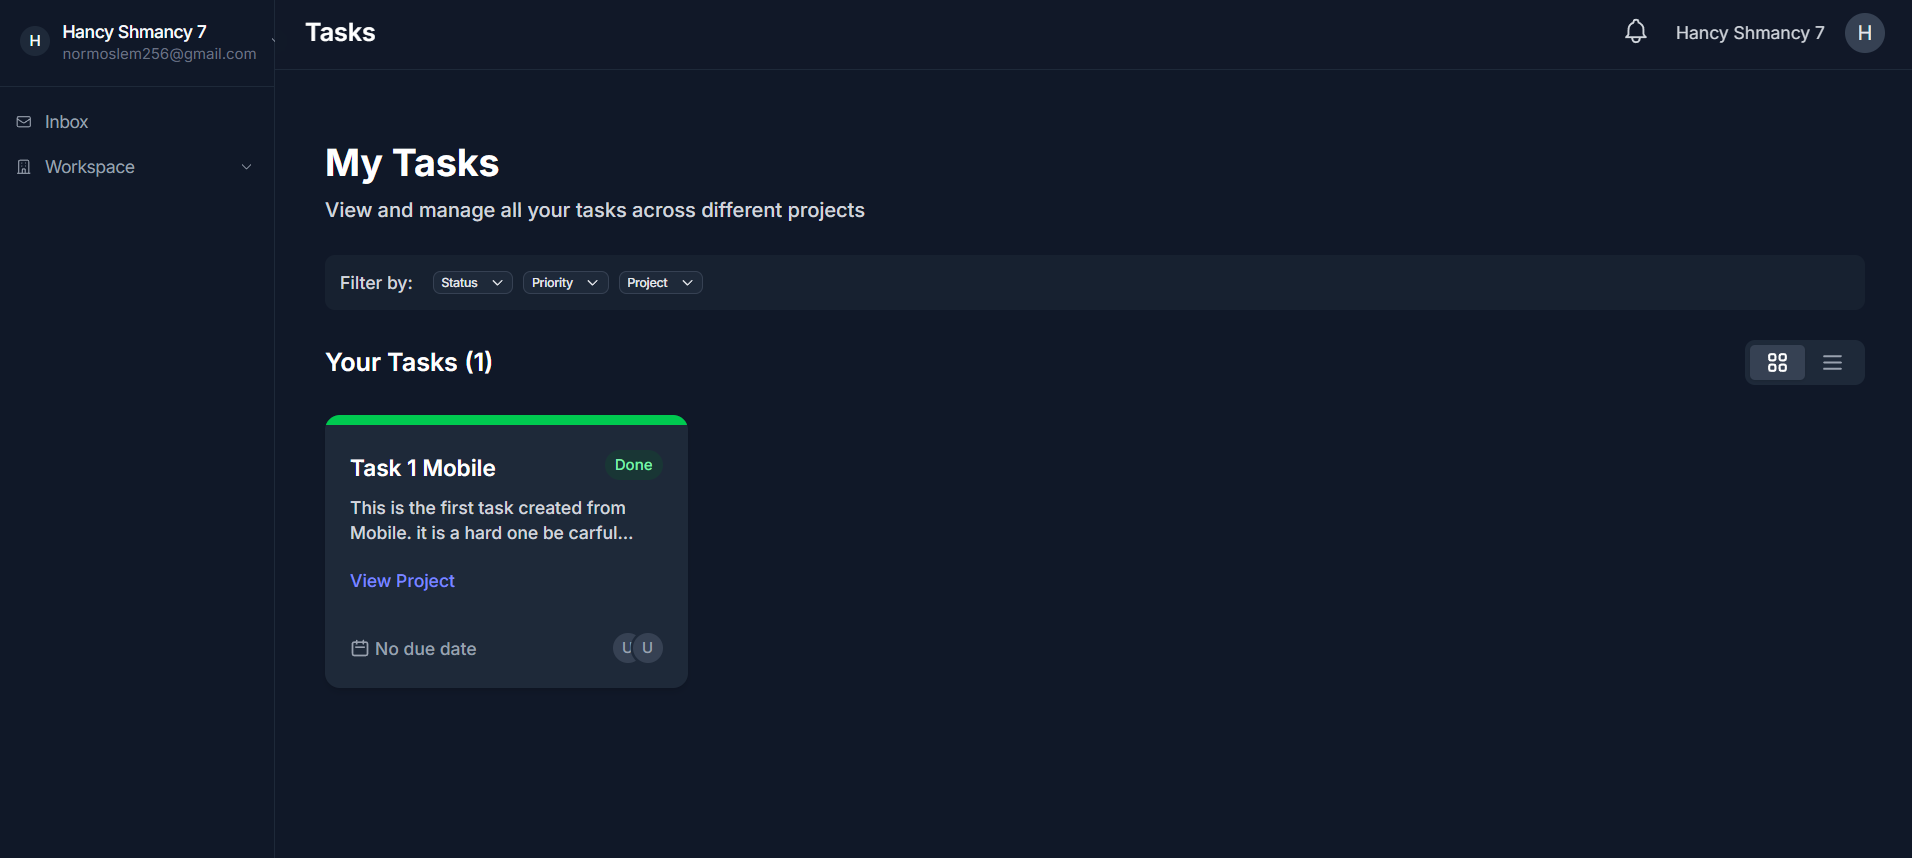 H
Hancy Shmancy 7
normoslem256@gmail.com
Inbox
Workspace
Tasks
Hancy Shmancy 7
H
My Tasks
View and manage all your tasks across different projects
Filter by:
Status
Priority
Project
Your Tasks (1)
Task 1 Mobile
Done
This is the first task created from
Mobile. it is a hard one be carful...
View Project
No due date
U
U